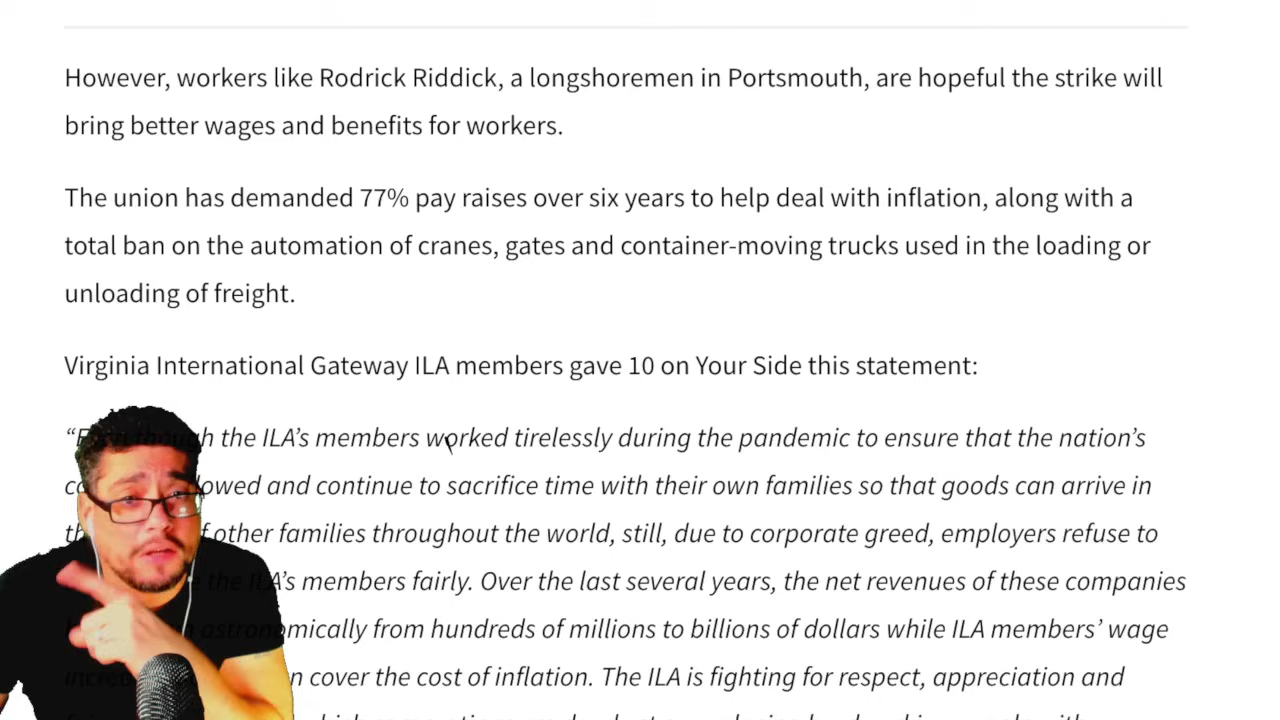 However, workers like Rodrick Riddick, a longshoremen in Portsmouth, are hopeful the strike will
bring better wages and benefits for workers.
The union has demanded 77% pay raises over six years to help deal with inflation, along with a
total ban on the automation of cranes, gates and container-moving trucks used in the loading or
unloading of freight.
Virginia International Gateway ILA members gave 10 on Your Side this statement:
“Even though the ILA’s members worked tirelessly during the pandemic to ensure that the nation’s
and continue to sacrifice time with their own families so that goods can arrive in
other families throughout the world, still, due to corporate greed, employers refuse to
the ILA’s members fairly. Over the last several years, the net revenues of these companies
astronomically from hundreds of millions to billions of dollars while ILA members’ wage
cover the cost of inflation. The ILA is fighting for respect, appreciation and